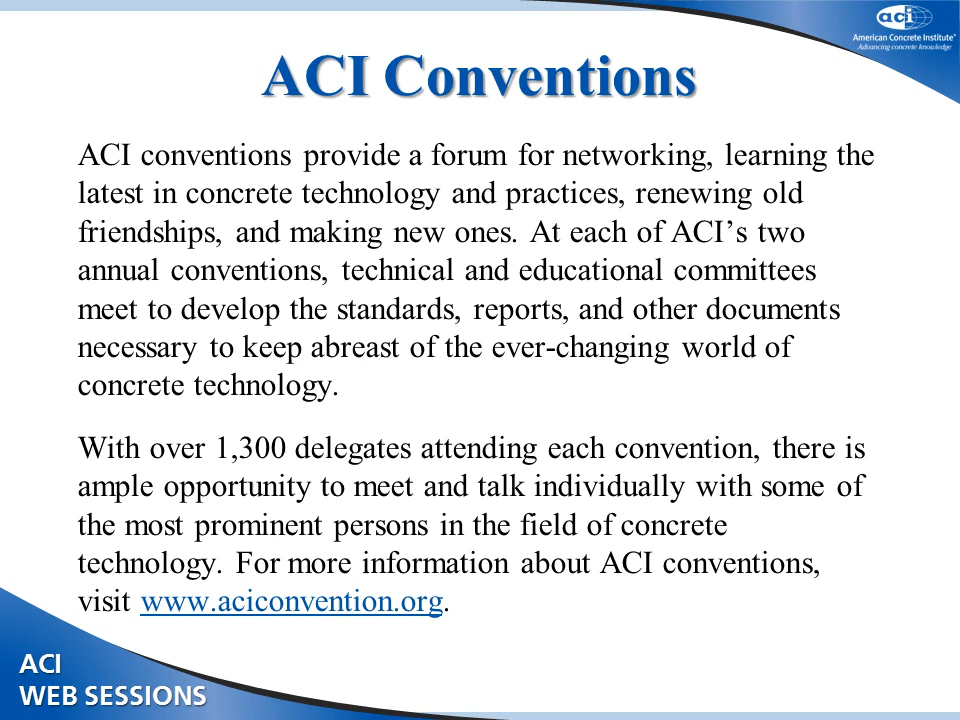 aci
American Concrete Institute®
Advancing concrete knowledge
ACI Conventions
ACI conventions provide a forum for networking, learning the
latest in concrete technology and practices, renewing old
friendships, and making new ones. At each of ACI’s two
annual conventions, technical and educational committees
meet to develop the standards, reports, and other documents
necessary to keep abreast of the ever-changing world of
concrete technology.
With over 1,300 delegates attending each convention, there is
ample opportunity to meet and talk individually with some of
the most prominent persons in the field of concrete
technology. For more information about ACI conventions,
visit www.aciconvention.org.
ACI
WEB SESSIONS